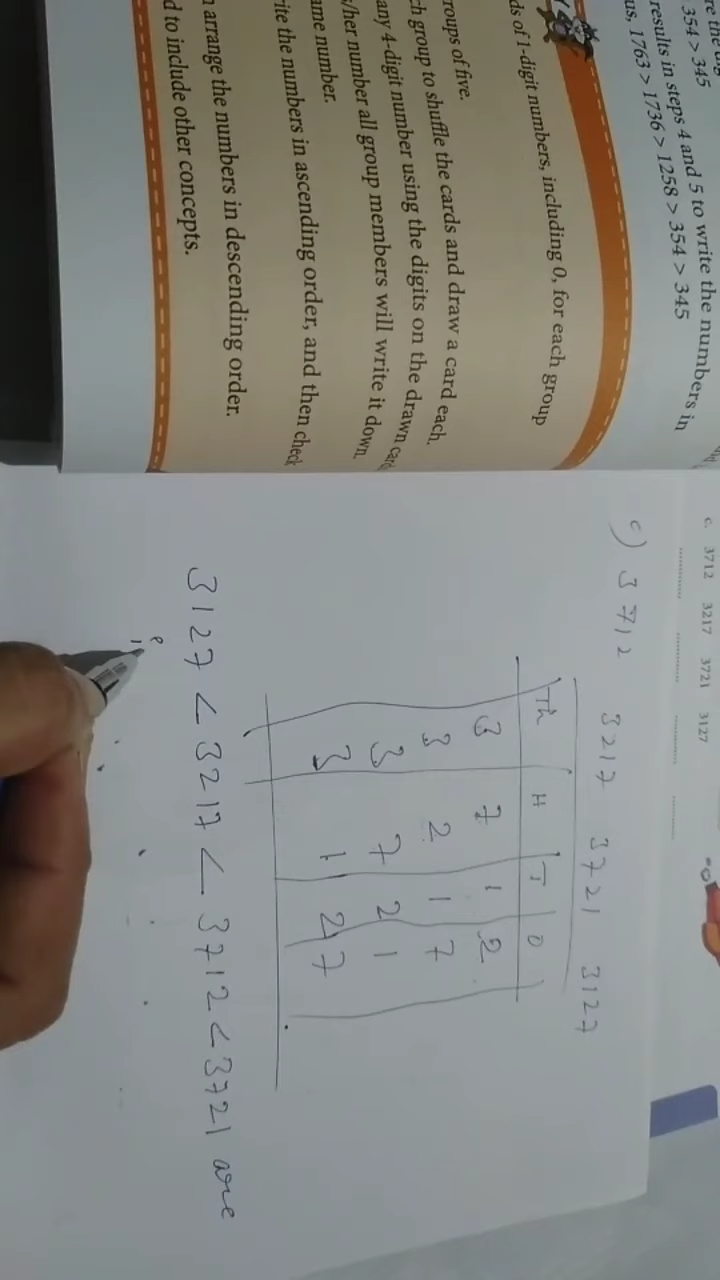 354 > 345
results in steps 4 and 5 to write the numbers in
us, 1763 > 1736 > 1258 > 354 > 345
ds of 1-digit numbers, including 0, for each group
roups of five.
ch group to shuffle the cards and draw a card each.
any 4-digit number using the digits on the drawn
/her number all group members will write it down.
ame number.
ite the numbers in ascending order, and then check
arrange the numbers in descending order.
d to include other concepts.
c. 3712 3217 3721 3127
c) 3712 3217 3721 3127
Th H T O
3 7 1 2
3 2 1 7
3 7 2 1
3 1 2 7
3127 < 3217 < 3712 < 3721 are